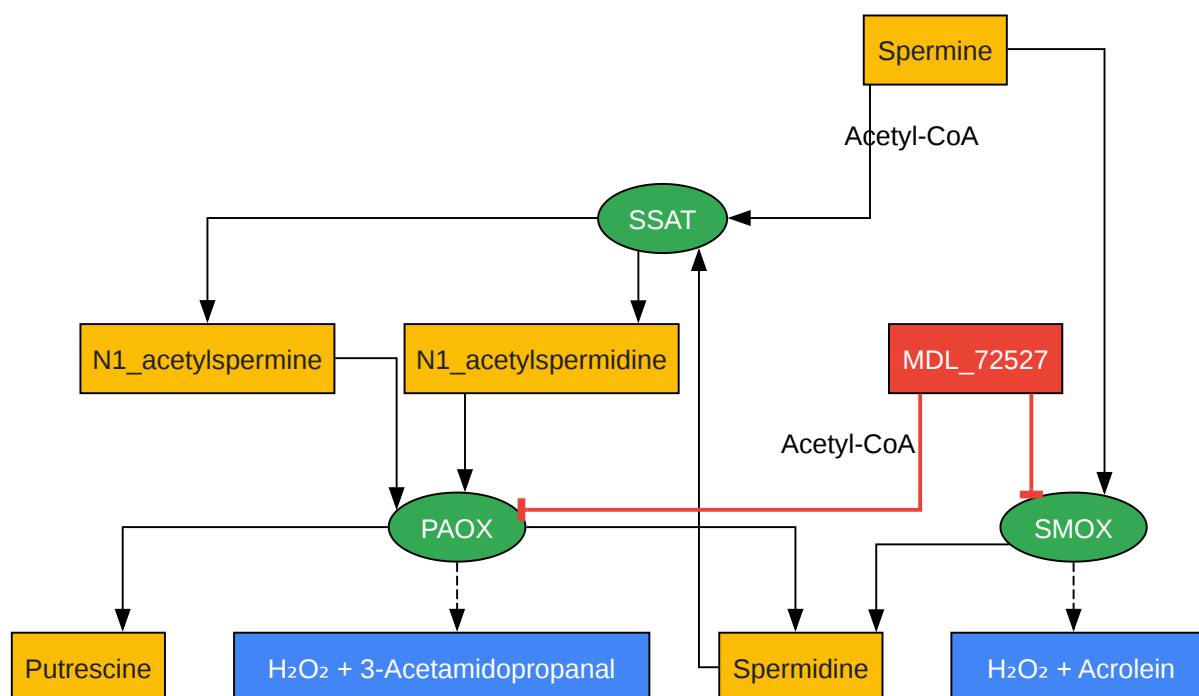 Spermine
Acetyl-CoA
SSAT
N1_acetylspermine
N1_acetylspermidine
MDL_72527
Acetyl-CoA
PAOX
SMOX
Putrescine
H₂O₂ + 3-Acetamidopropanal
Spermidine
H₂O₂ + Acrolein